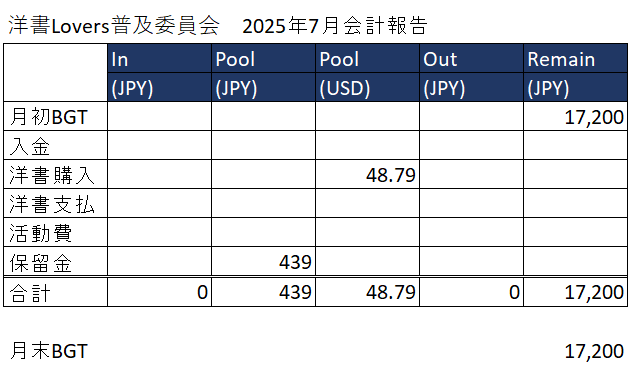 洋書Lovers普及委員会　2025年7月会計報告
In Pool Pool Out Remain
(JPY) (JPY) (USD) (JPY) (JPY)
月初BGT 17,200
入金
洋書購入 48.79
洋書支払
活動費
保留金 439
合計 0 439 48.79 0 17,200
月末BGT 17,200